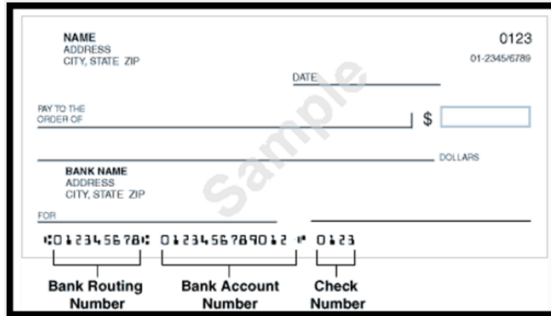 NAME
ADDRESS
CITY, STATE ZIP
0123
01-2345/6789
DATE
PAY TO THE
ORDER OF
$
DOLLARS
Sample
BANK NAME
ADDRESS
CITY, STATE ZIP
FOR
⑆012345678⑆ 0123456789012 ⑈ 0123
Bank Routing Number
Bank Account Number
Check Number